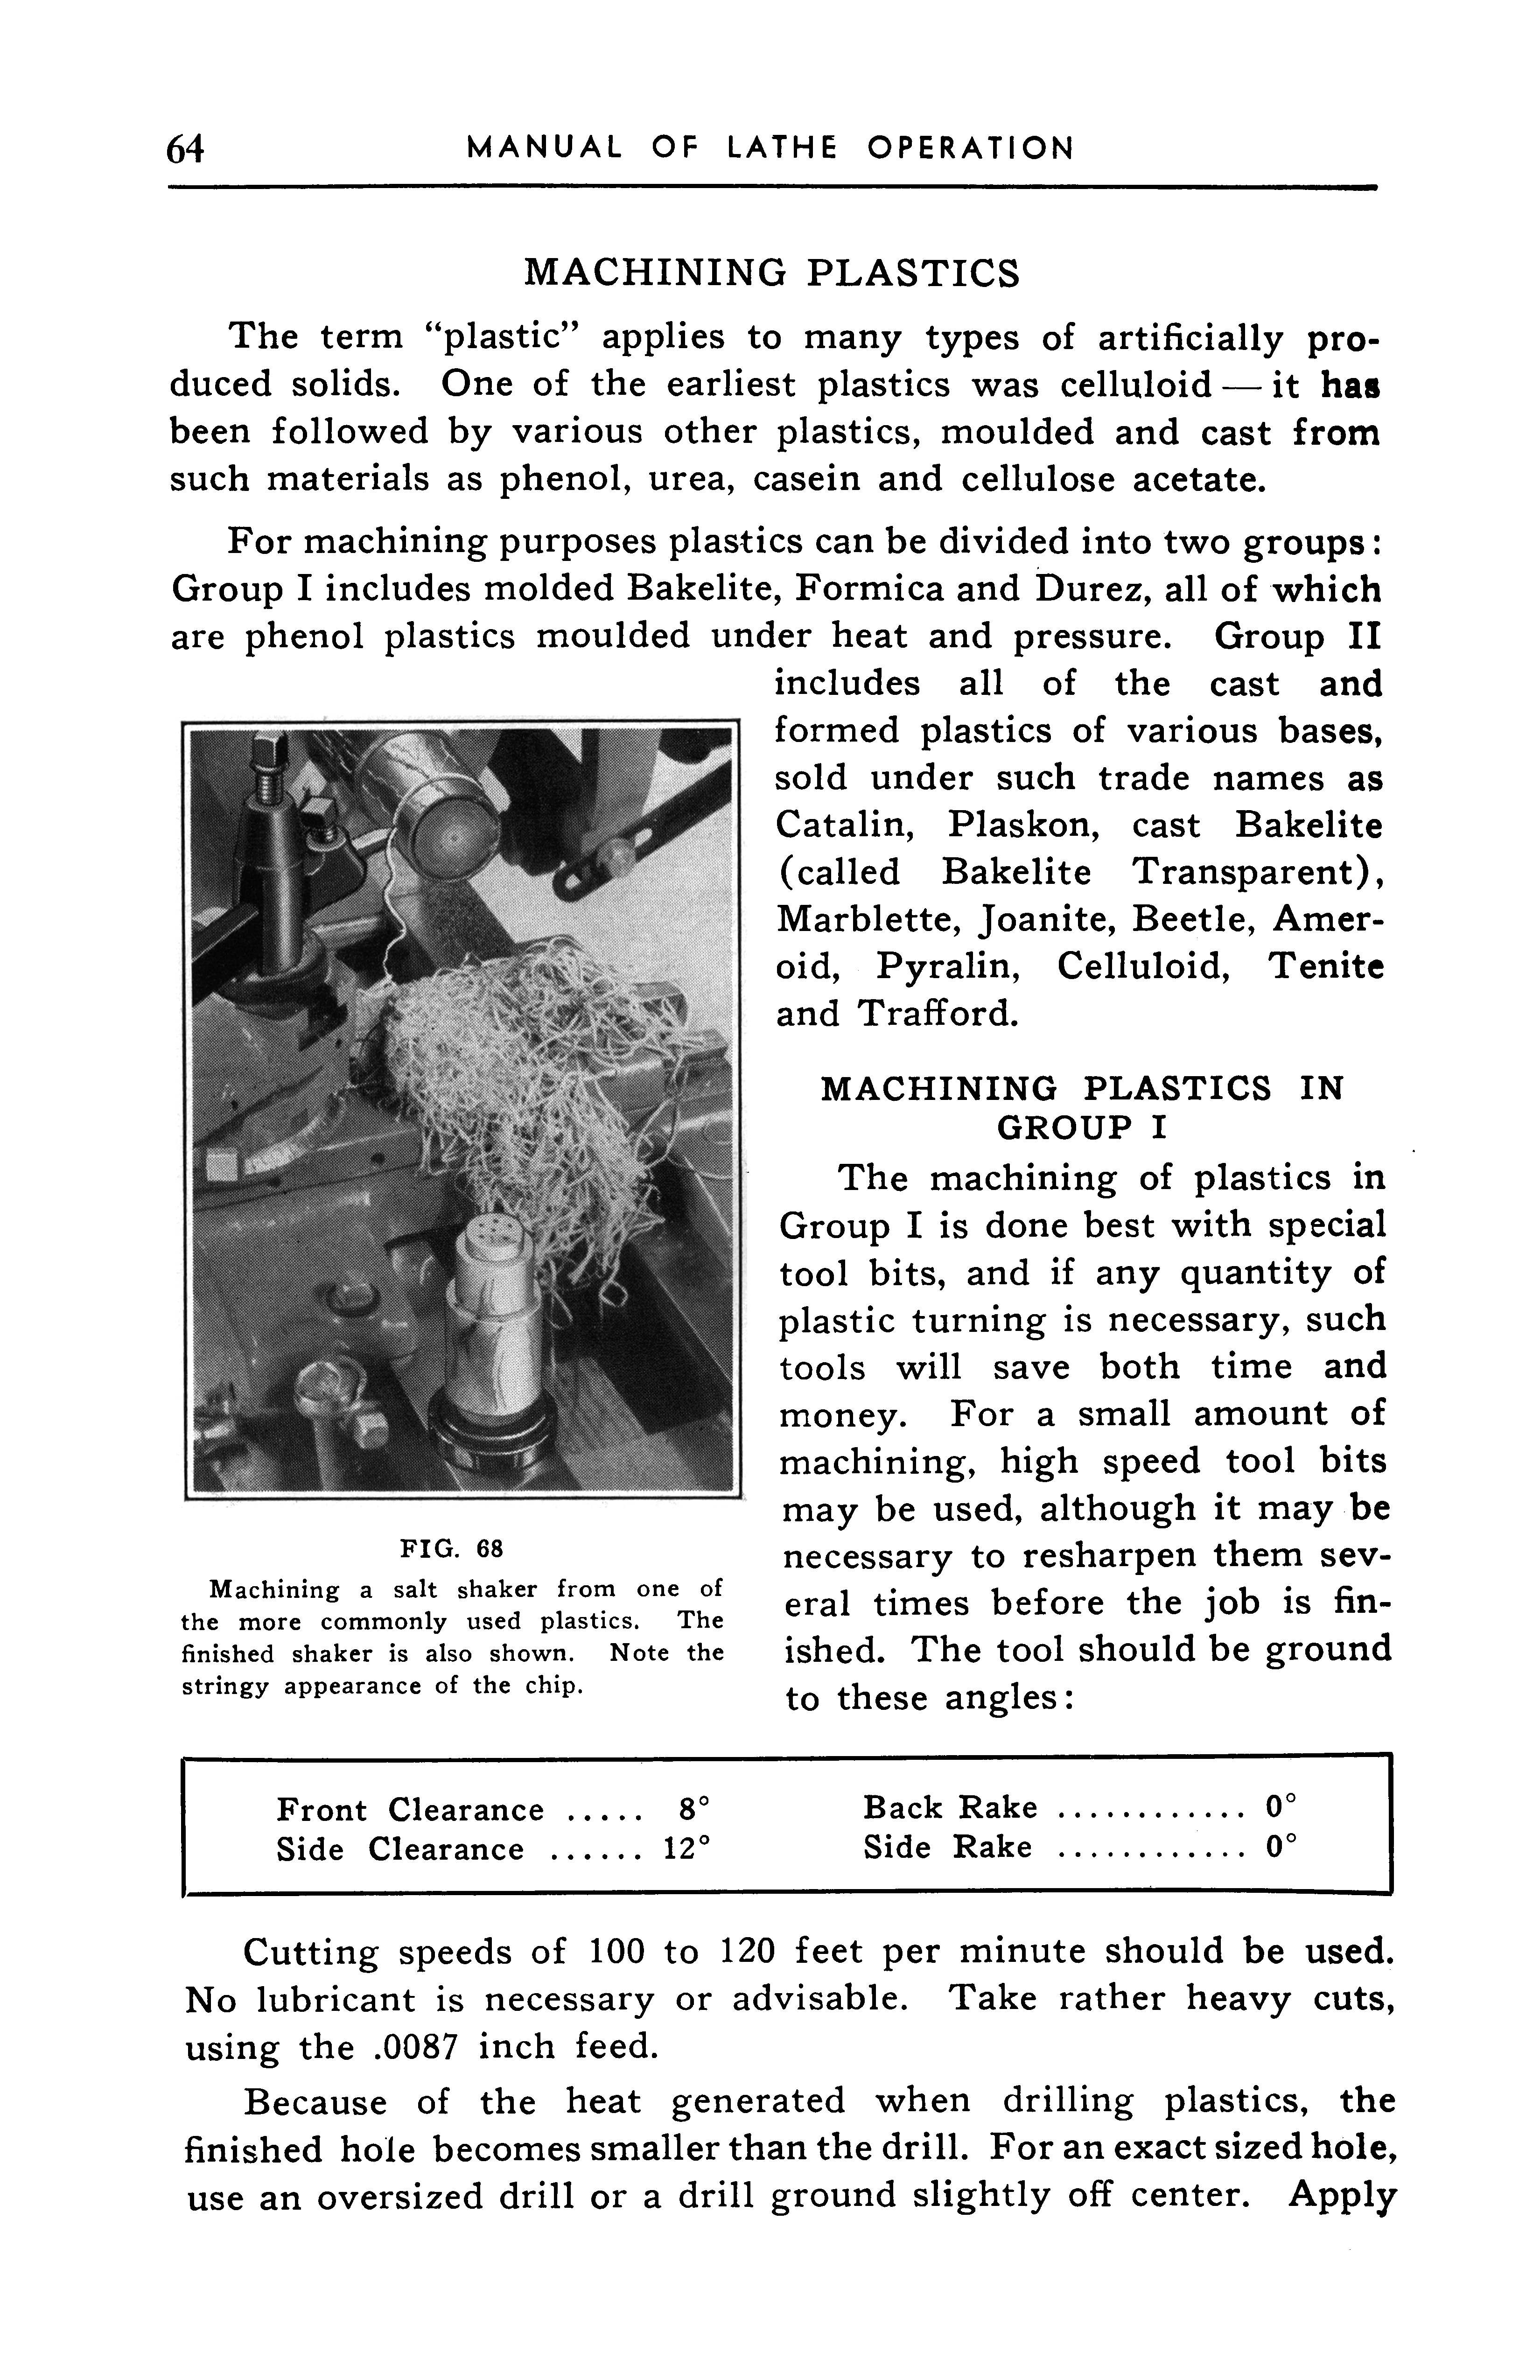 64 MANUAL OF LATHE OPERATION
MACHINING PLASTICS
The term “plastic” applies to many types of artificially pro-
duced solids. One of the earliest plastics was celluloid — it has
been followed by various other plastics, moulded and cast from
such materials as phenol, urea, casein and cellulose acetate.
For machining purposes plastics can be divided into two groups:
Group I includes molded Bakelite, Formica and Durez, all of which
are phenol plastics moulded under heat and pressure. Group II
includes all of the cast and
formed plastics of various bases,
sold under such trade names as
Catalin, Plaskon, cast Bakelite
(called Bakelite Transparent),
Marblette, Joanite, Beetle, Amer-
oid, Pyralin, Celluloid, Tenite
and Trafford.
MACHINING PLASTICS IN
GROUP I
The machining of plastics in
Group I is done best with special
tool bits, and if any quantity of
plastic turning is necessary, such
tools will save both time and
money. For a small amount of
machining, high speed tool bits
may be used, although it may be
necessary to resharpen them sev-
eral times before the job is fin-
ished. The tool should be ground
to these angles:
FIG. 68
Machining a salt shaker from one of
the more commonly used plastics. The
finished shaker is also shown. Note the
stringy appearance of the chip.
Front Clearance ..... 8° Back Rake ............ 0°
Side Clearance ...... 12° Side Rake ............ 0°
Cutting speeds of 100 to 120 feet per minute should be used.
No lubricant is necessary or advisable. Take rather heavy cuts,
using the .0087 inch feed.
Because of the heat generated when drilling plastics, the
finished hole becomes smaller than the drill. For an exact sized hole,
use an oversized drill or a drill ground slightly off center. Apply